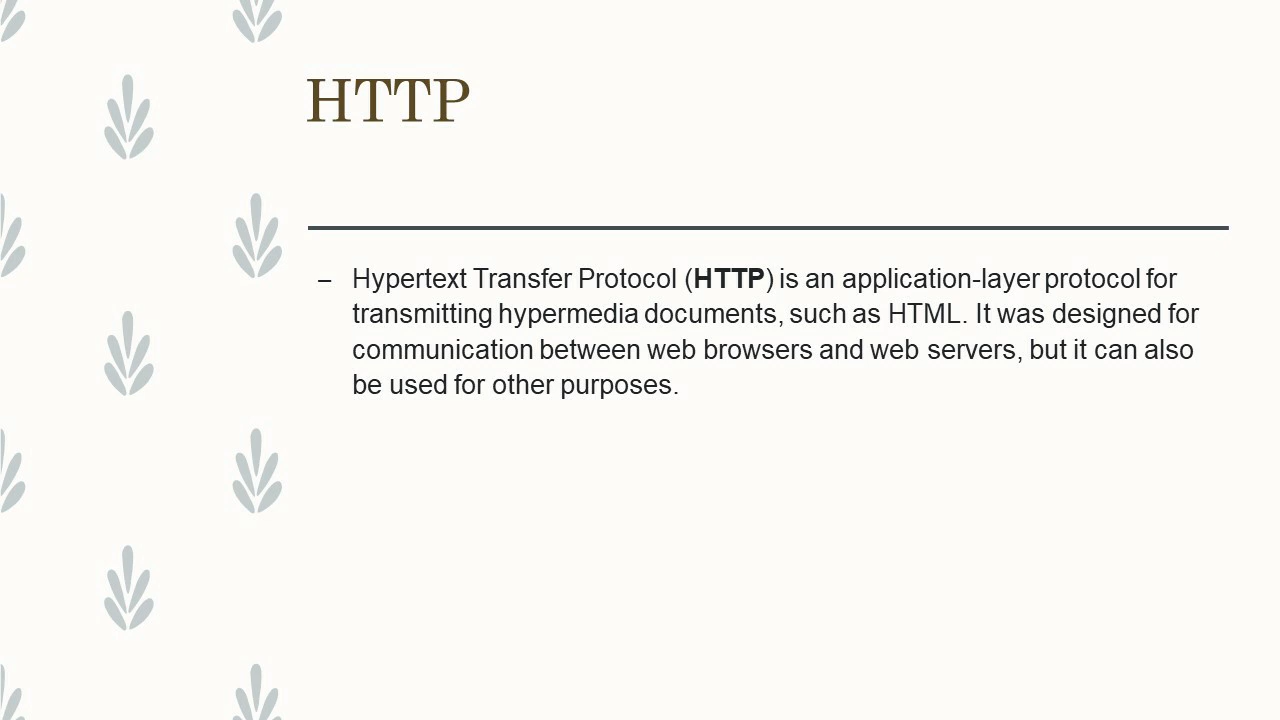 HTTP
– Hypertext Transfer Protocol (HTTP) is an application-layer protocol for
transmitting hypermedia documents, such as HTML. It was designed for
communication between web browsers and web servers, but it can also
be used for other purposes.